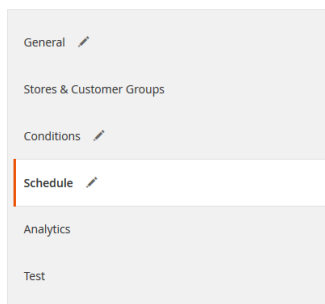 General
Stores & Customer Groups
Conditions
Schedule
Analytics
Test